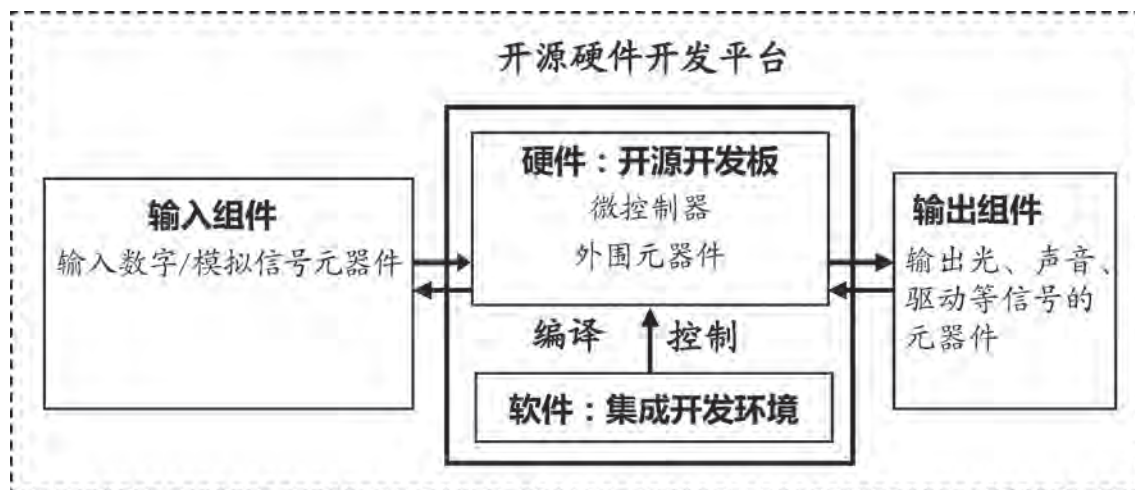 开源硬件开发平台
输入组件
输入数字/模拟信号元器件
硬件：开源开发板
微控制器
外围元器件
编译 控制
软件：集成开发环境
输出组件
输出光、声音、
驱动等信号的
元器件